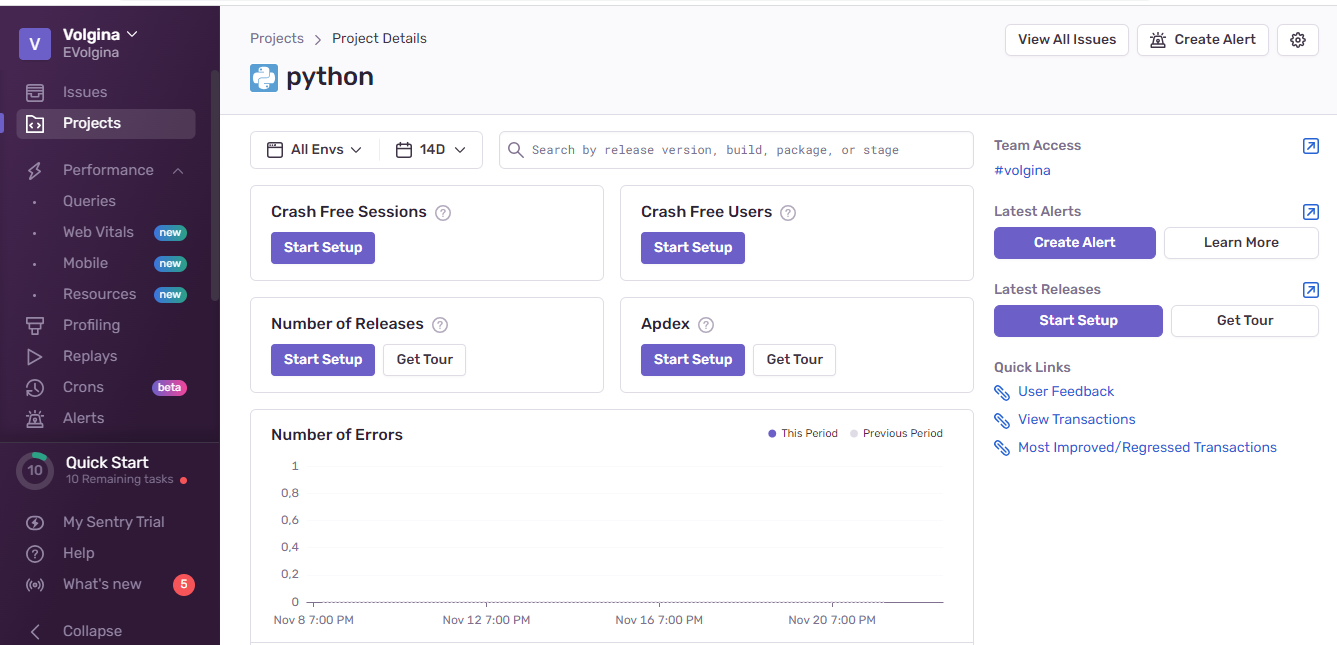 V
Volgina
EVolgina
Issues
Projects
Performance
Queries
Web Vitals new
Mobile new
Resources new
Profiling
Replays
Crons beta
Alerts
10
Quick Start
10 Remaining tasks
My Sentry Trial
Help
What's new 5
Collapse
Projects > Project Details
python
View All Issues
Create Alert
All Envs
14D
Search by release version, build, package, or stage
Crash Free Sessions ?
Start Setup
Crash Free Users ?
Start Setup
Number of Releases ?
Start Setup Get Tour
Apdex ?
Start Setup Get Tour
Number of Errors
This Period Previous Period
1
0,8
0,6
0,4
0,2
0
Nov 8 7:00 PM Nov 12 7:00 PM Nov 16 7:00 PM Nov 20 7:00 PM
Team Access
#volgina
Latest Alerts
Create Alert Learn More
Latest Releases
Start Setup Get Tour
Quick Links
User Feedback
View Transactions
Most Improved/Regressed Transactions